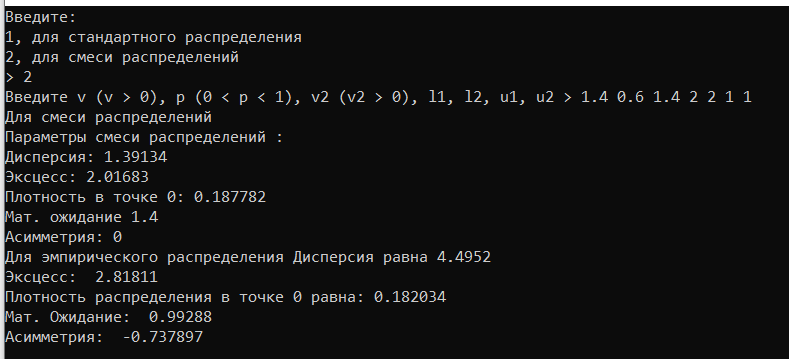 Введите:
1, для стандартного распределения
2, для смеси распределений
> 2
Введите v (v > 0), p (0 < p < 1), v2 (v2 > 0), l1, l2, u1, u2 > 1.4 0.6 1.4 2 2 1 1
Для смеси распределений
Параметры смеси распределений :
Дисперсия: 1.39134
Эксцесс: 2.01683
Плотность в точке 0: 0.187782
Мат. ожидание 1.4
Асимметрия: 0
Для эмпирического распределения Дисперсия равна 4.4952
Эксцесс:  2.81811
Плотность распределения в точке 0 равна: 0.182034
Мат. Ожидание:  0.99288
Асимметрия:  -0.737897